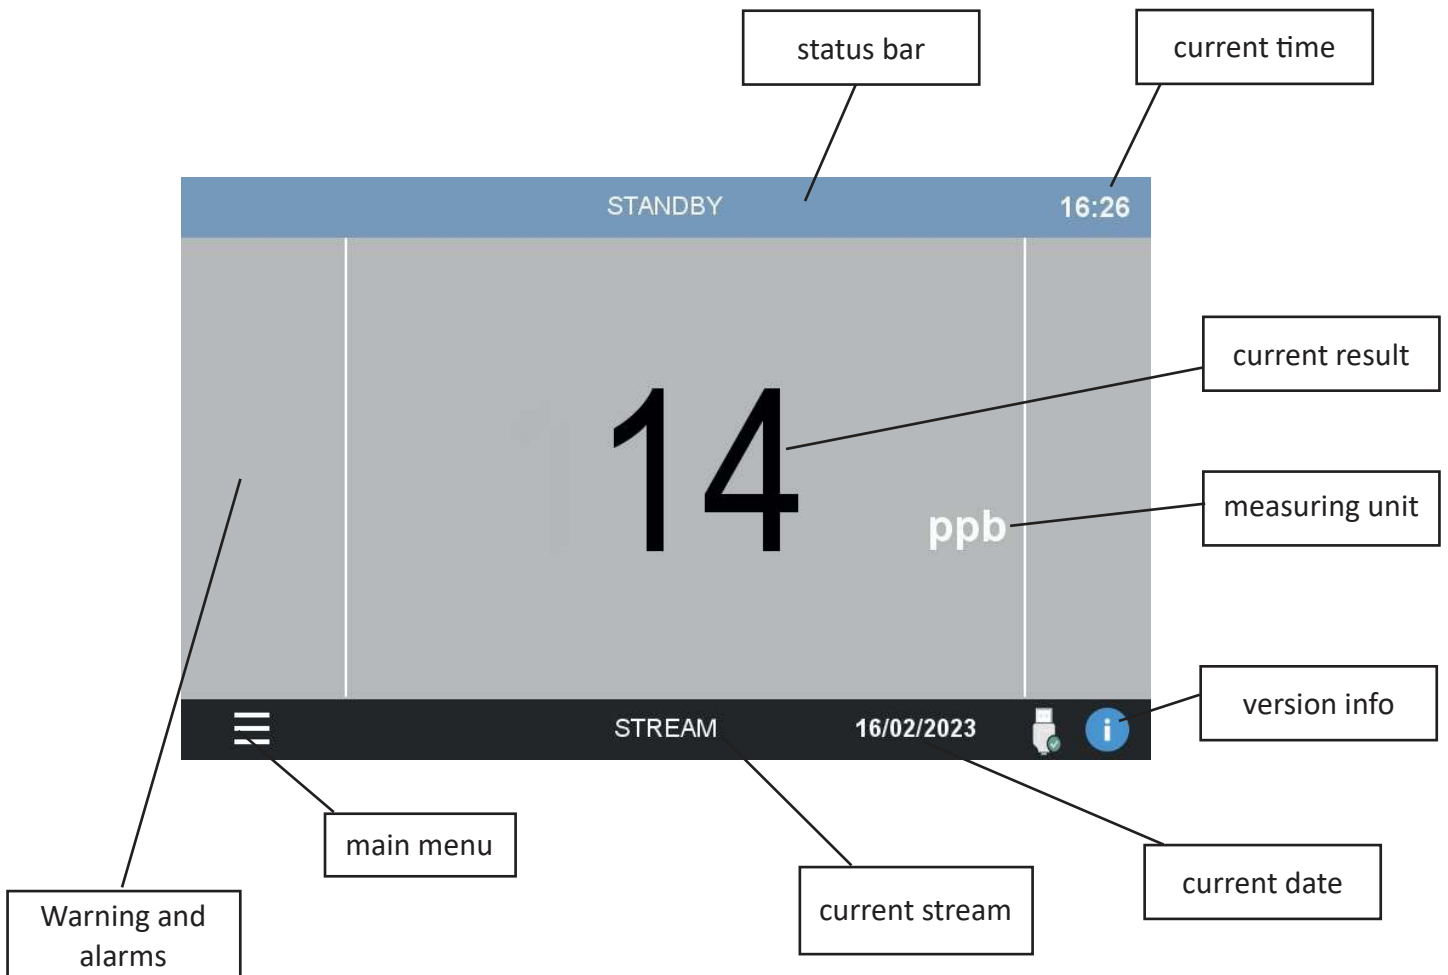 status bar
current time
STANDBY
16:26
current result
14
measuring unit
ppb
version info
STREAM
16/02/2023
i
main menu
current date
current stream
Warning and
alarms